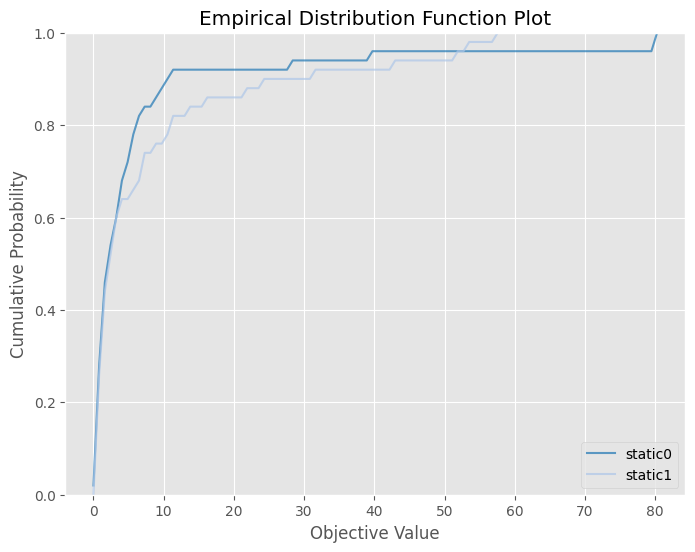 Empirical Distribution Function Plot
Cumulative Probability
1.0
0.8
0.6
0.4
0.2
0.0
0 10 20 30 40 50 60 70 80
Objective Value
static0
static1